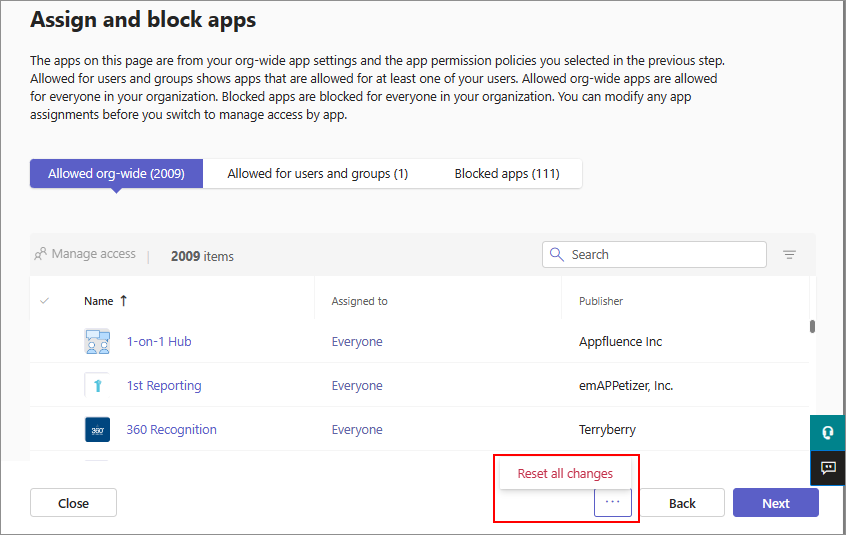 Assign and block apps
The apps on this page are from your org-wide app settings and the app permission policies you selected in the previous step.
Allowed for users and groups shows apps that are allowed for at least one of your users. Allowed org-wide apps are allowed
for everyone in your organization. Blocked apps are blocked for everyone in your organization. You can modify any app
assignments before you switch to manage access by app.
Allowed org-wide (2009) Allowed for users and groups (1) Blocked apps (111)
Manage access | 2009 items Search
Name ↑ Assigned to Publisher
1-on-1 Hub Everyone Appfluence Inc
1st Reporting Everyone emAPPetizer, Inc.
360 360 Recognition Everyone Terryberry
Reset all changes
Close ... Back Next